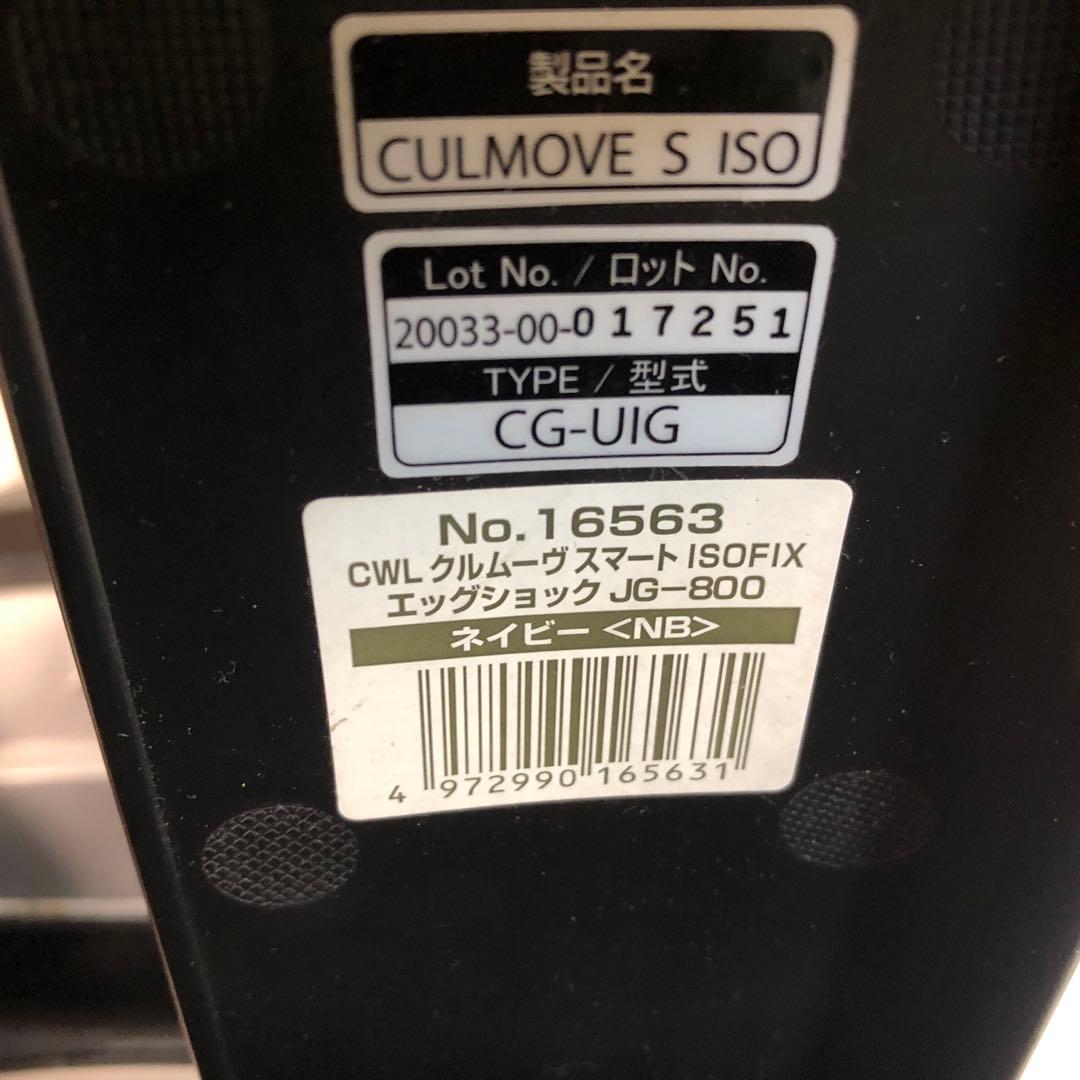 製品名
CULMOVE S ISO
Lot No. / ロット No.
20033-00-017251
TYPE / 型式
CG-UIG
No.16563
CWL クルムーヴ スマート ISOFIX
エッグショック JG-800
ネイビー <NB>
4 972990 165631